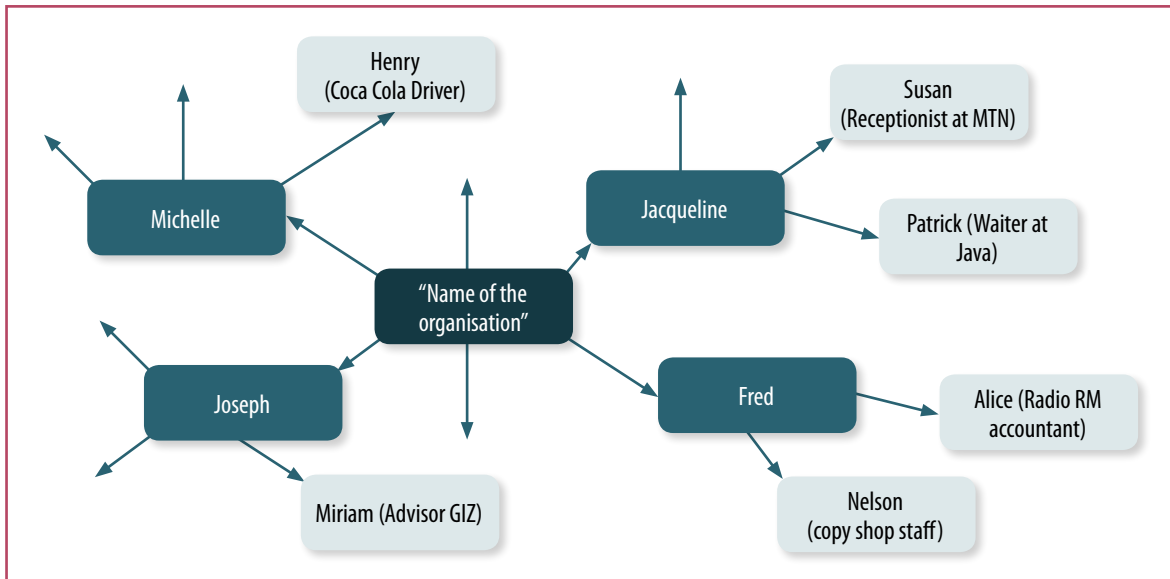 Henry
(Coca Cola Driver)
Susan
(Receptionist at MTN)
Michelle
Jacqueline
Patrick (Waiter at
Java)
“Name of the
organisation”
Joseph
Fred
Alice (Radio RM
accountant)
Miriam (Advisor GIZ)
Nelson
(copy shop staff)